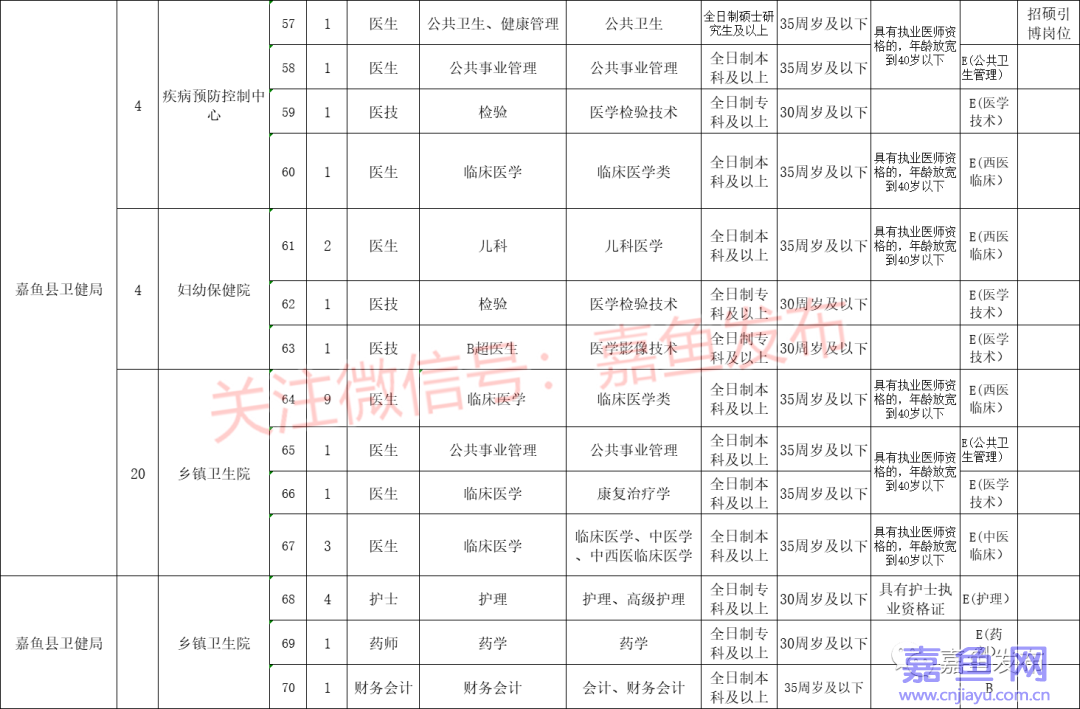 嘉鱼县卫健局
4
疾病预防控制中
心
57
1
医生
公共卫生、健康管理
公共卫生
全日制硕士研
究生及以上
35周岁及以下
具有执业医师资
格的，年龄放宽
到40岁以下
招硕引
博岗位
58
1
医生
公共事业管理
公共事业管理
全日制本
科及以上
35周岁及以下
E(公共卫
生管理）
59
1
医技
检验
医学检验技术
全日制专
科及以上
30周岁及以下
E(医学
技术）
60
1
医生
临床医学
临床医学类
全日制本
科及以上
35周岁及以下
具有执业医师资
格的，年龄放宽
到40岁以下
E(西医
临床）
4
妇幼保健院
61
2
医生
儿科
儿科医学
全日制本
科及以上
35周岁及以下
具有执业医师资
格的，年龄放宽
到40岁以下
E(西医
临床）
62
1
医技
检验
医学检验技术
全日制专
科及以上
30周岁及以下
E(医学
技术）
63
1
医技
B超医生
医学影像技术
全日制专
科及以上
30周岁及以下
E(医学
技术）
20
乡镇卫生院
64
9
医生
临床医学
临床医学类
全日制本
科及以上
35周岁及以下
具有执业医师资
格的，年龄放宽
到40岁以下
E(西医
临床）
65
1
医生
公共事业管理
公共事业管理
全日制本
科及以上
35周岁及以下
具有执业医师资
格的，年龄放宽
到40岁以下
E(公共卫
生管理）
66
1
医生
临床医学
康复治疗学
全日制本
科及以上
35周岁及以下
E(医学
技术）
67
3
医生
临床医学
临床医学、中医学
、中西医临床医学
全日制本
科及以上
35周岁及以下
具有执业医师资
格的，年龄放宽
到40岁以下
E(中医
临床）
嘉鱼县卫健局
乡镇卫生院
68
4
护士
护理
护理、高级护理
全日制专
科及以上
30周岁及以下
具有护士执
业资格证
E(护理）
69
1
药师
药学
药学
全日制专
科及以上
30周岁及以下
E(药
70
1
财务会计
财务会计
会计、财务会计
全日制本
科及以上
35周岁及以下
B
关注微信号：嘉鱼发布
嘉鱼发布
嘉鱼网
www.cnjiayu.com.cn